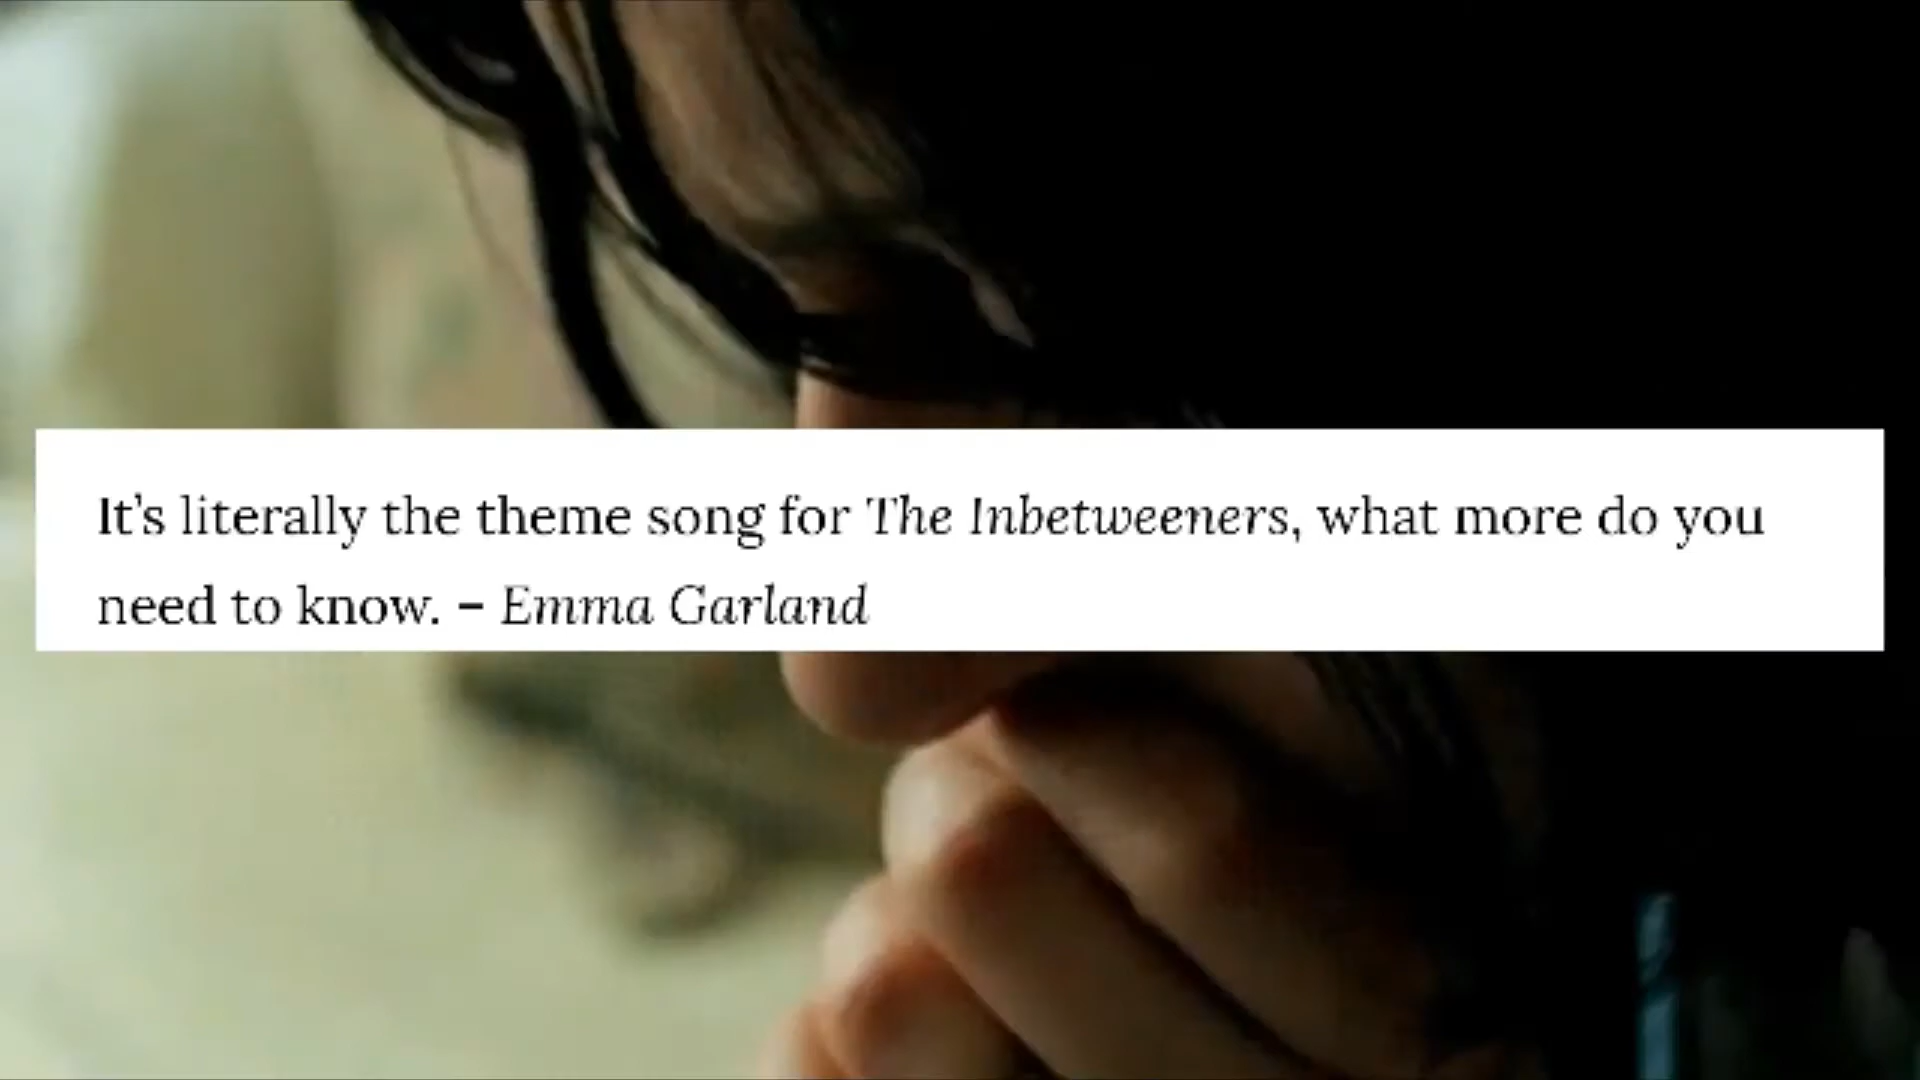 It’s literally the theme song for The Inbetweeners, what more do you
need to know. – Emma Garland